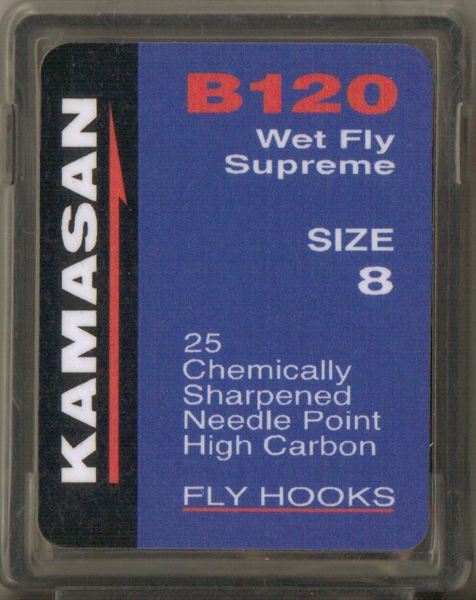 KAMASAN
B120
Wet Fly
Supreme
SIZE
8
25
Chemically
Sharpened
Needle Point
High Carbon
FLY HOOKS